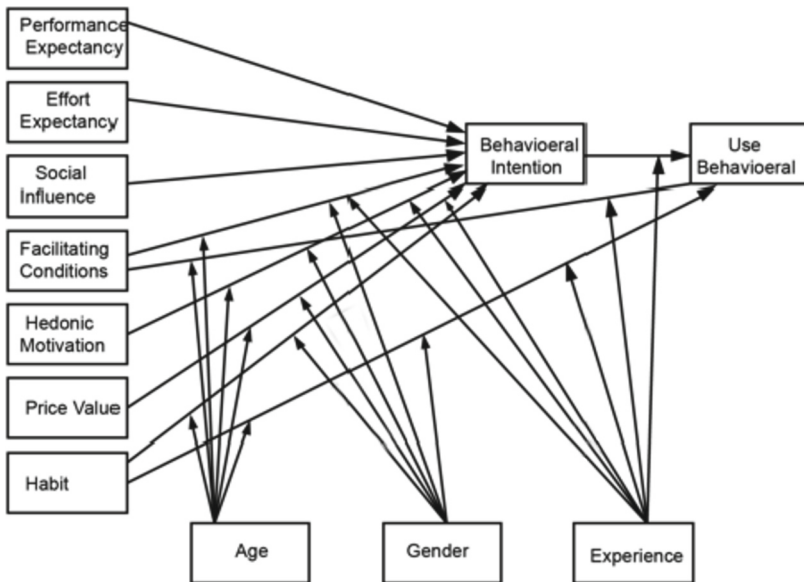 Performance
Expectancy
Effort
Expectancy
Social
Influence
Facilitating
Conditions
Hedonic
Motivation
Price Value
Habit
Behavioeral
Intention
Use
Behavioeral
Age
Gender
Experience